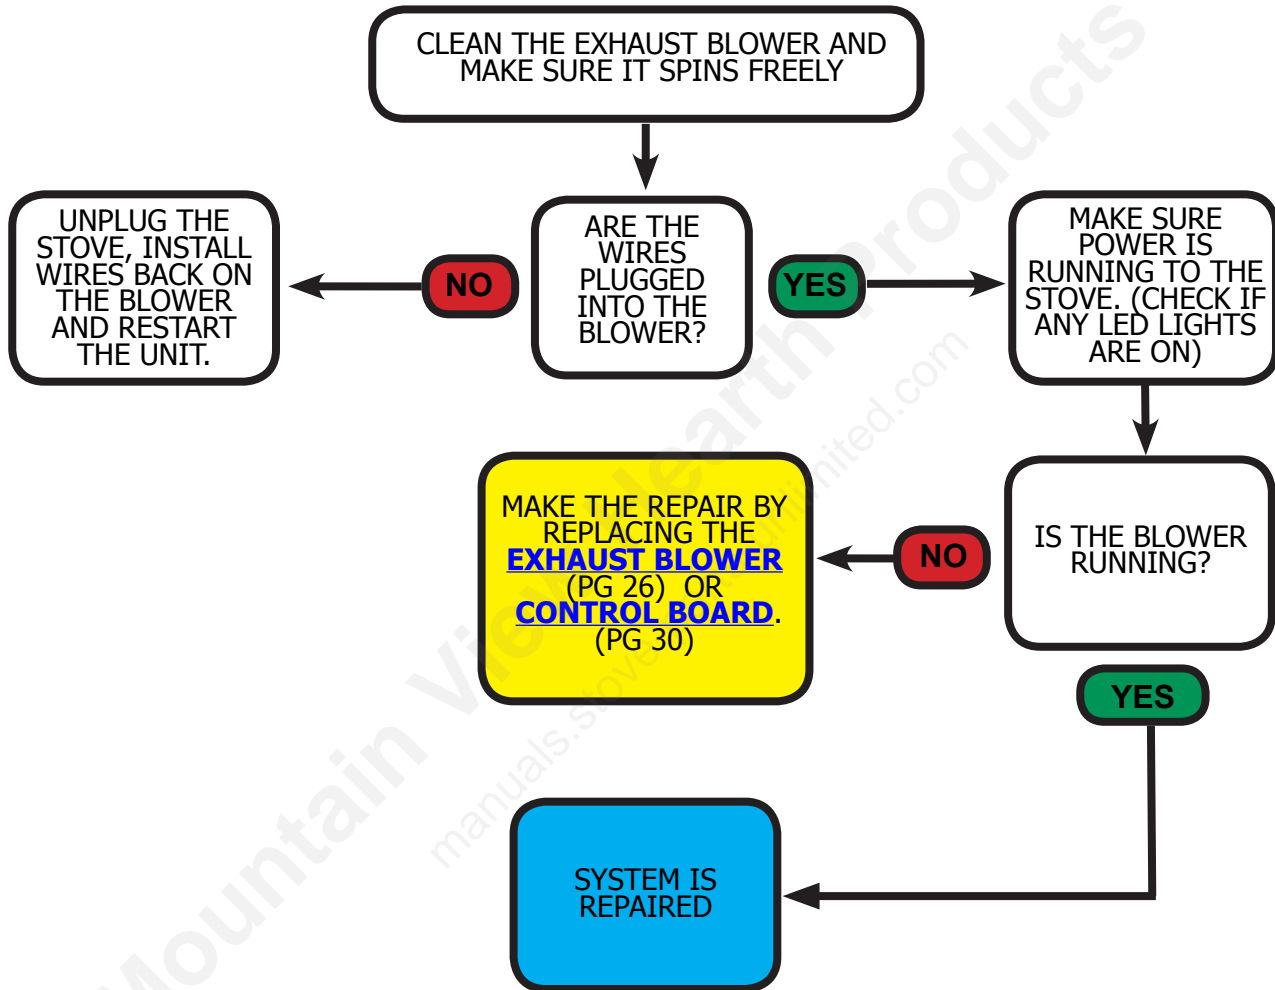 CLEAN THE EXHAUST BLOWER AND
MAKE SURE IT SPINS FREELY
UNPLUG THE
STOVE, INSTALL
WIRES BACK ON
THE BLOWER
AND RESTART
THE UNIT.
NO
ARE THE
WIRES
PLUGGED
INTO THE
BLOWER?
YES
MAKE SURE
POWER IS
RUNNING TO THE
STOVE. (CHECK IF
ANY LED LIGHTS
ARE ON)
MAKE THE REPAIR BY
REPLACING THE
EXHAUST BLOWER
(PG 26) OR
CONTROL BOARD.
(PG 30)
NO
IS THE BLOWER
RUNNING?
YES
SYSTEM IS
REPAIRED
Mountain View Hearth Products